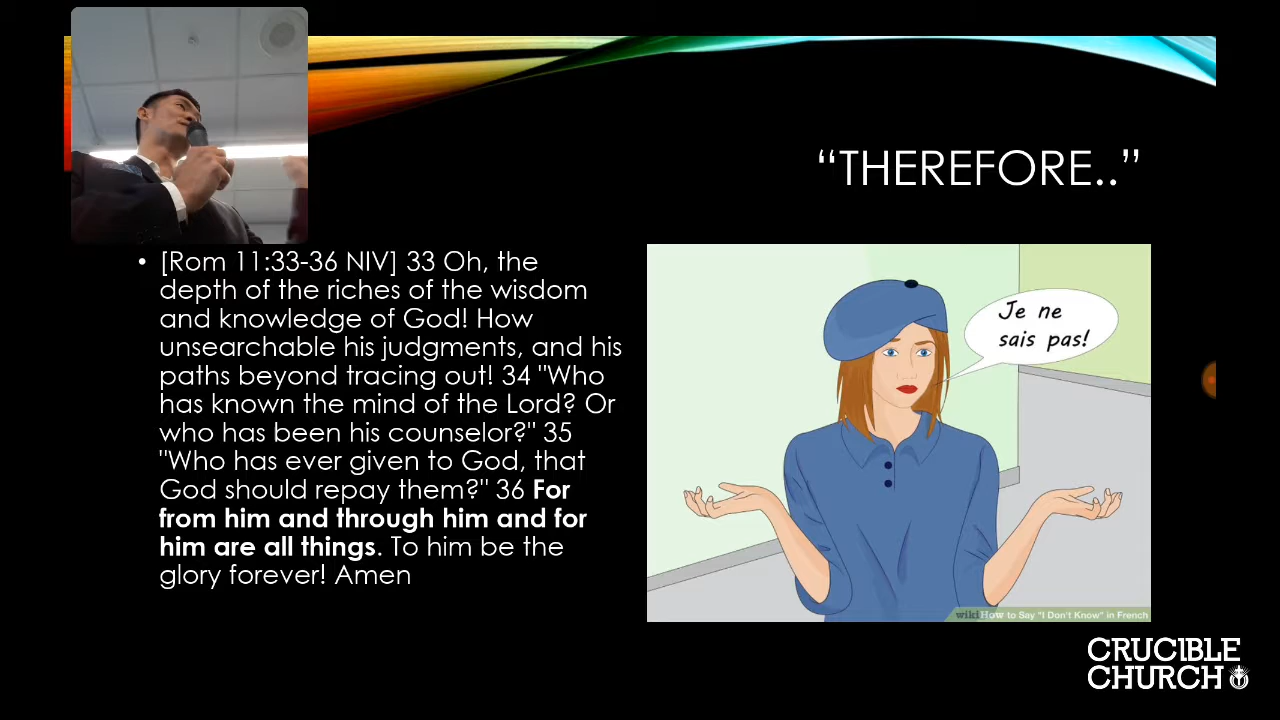 “THEREFORE..”
• [Rom 11:33-36 NIV] 33 Oh, the
depth of the riches of the wisdom
and knowledge of God! How
unsearchable his judgments, and his
paths beyond tracing out! 34 "Who
has known the mind of the Lord? Or
who has been his counselor?" 35
"Who has ever given to God, that
God should repay them?" 36 For
from him and through him and for
him are all things. To him be the
glory forever! Amen
Je ne
sais pas!
wikiHow to Say "I Don't Know" in French
CRUCIBLE
CHURCH